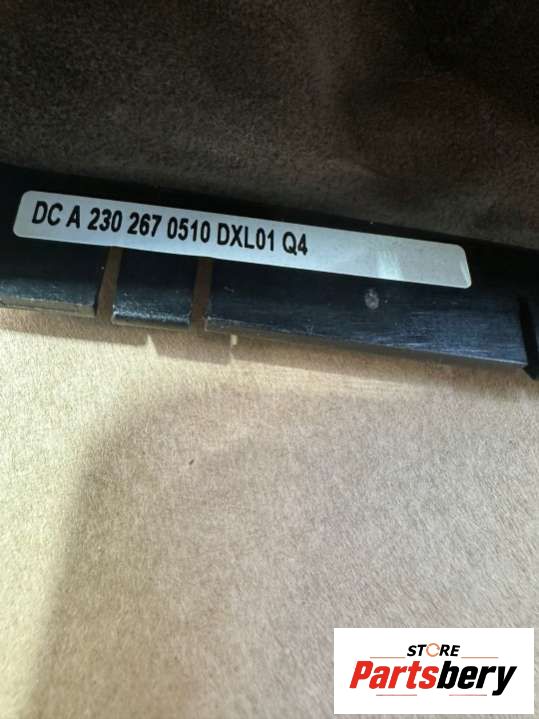 DC A 230 267 0510 DXL01 Q4
STORE
Partsbery